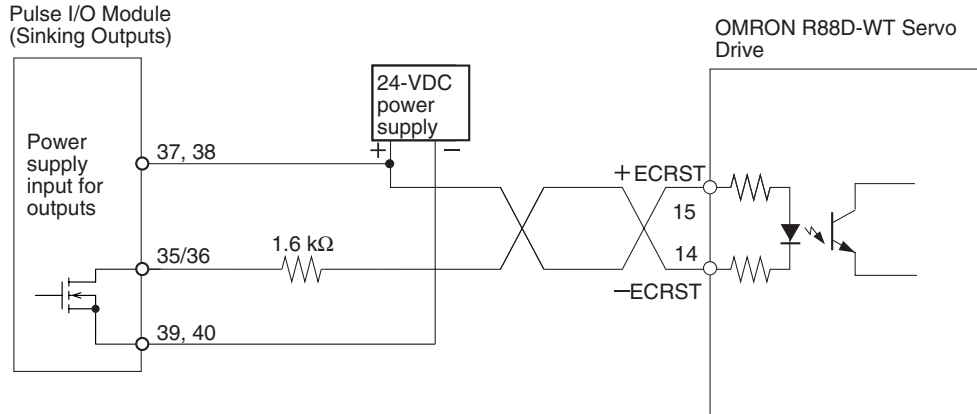 Pulse I/O Module
(Sinking Outputs)
OMRON R88D-WT Servo
Drive
24-VDC
power
supply
+
−
Power
supply
input for
outputs
37, 38
+ECRST
15
35/36
1.6 kΩ
14
−ECRST
39, 40